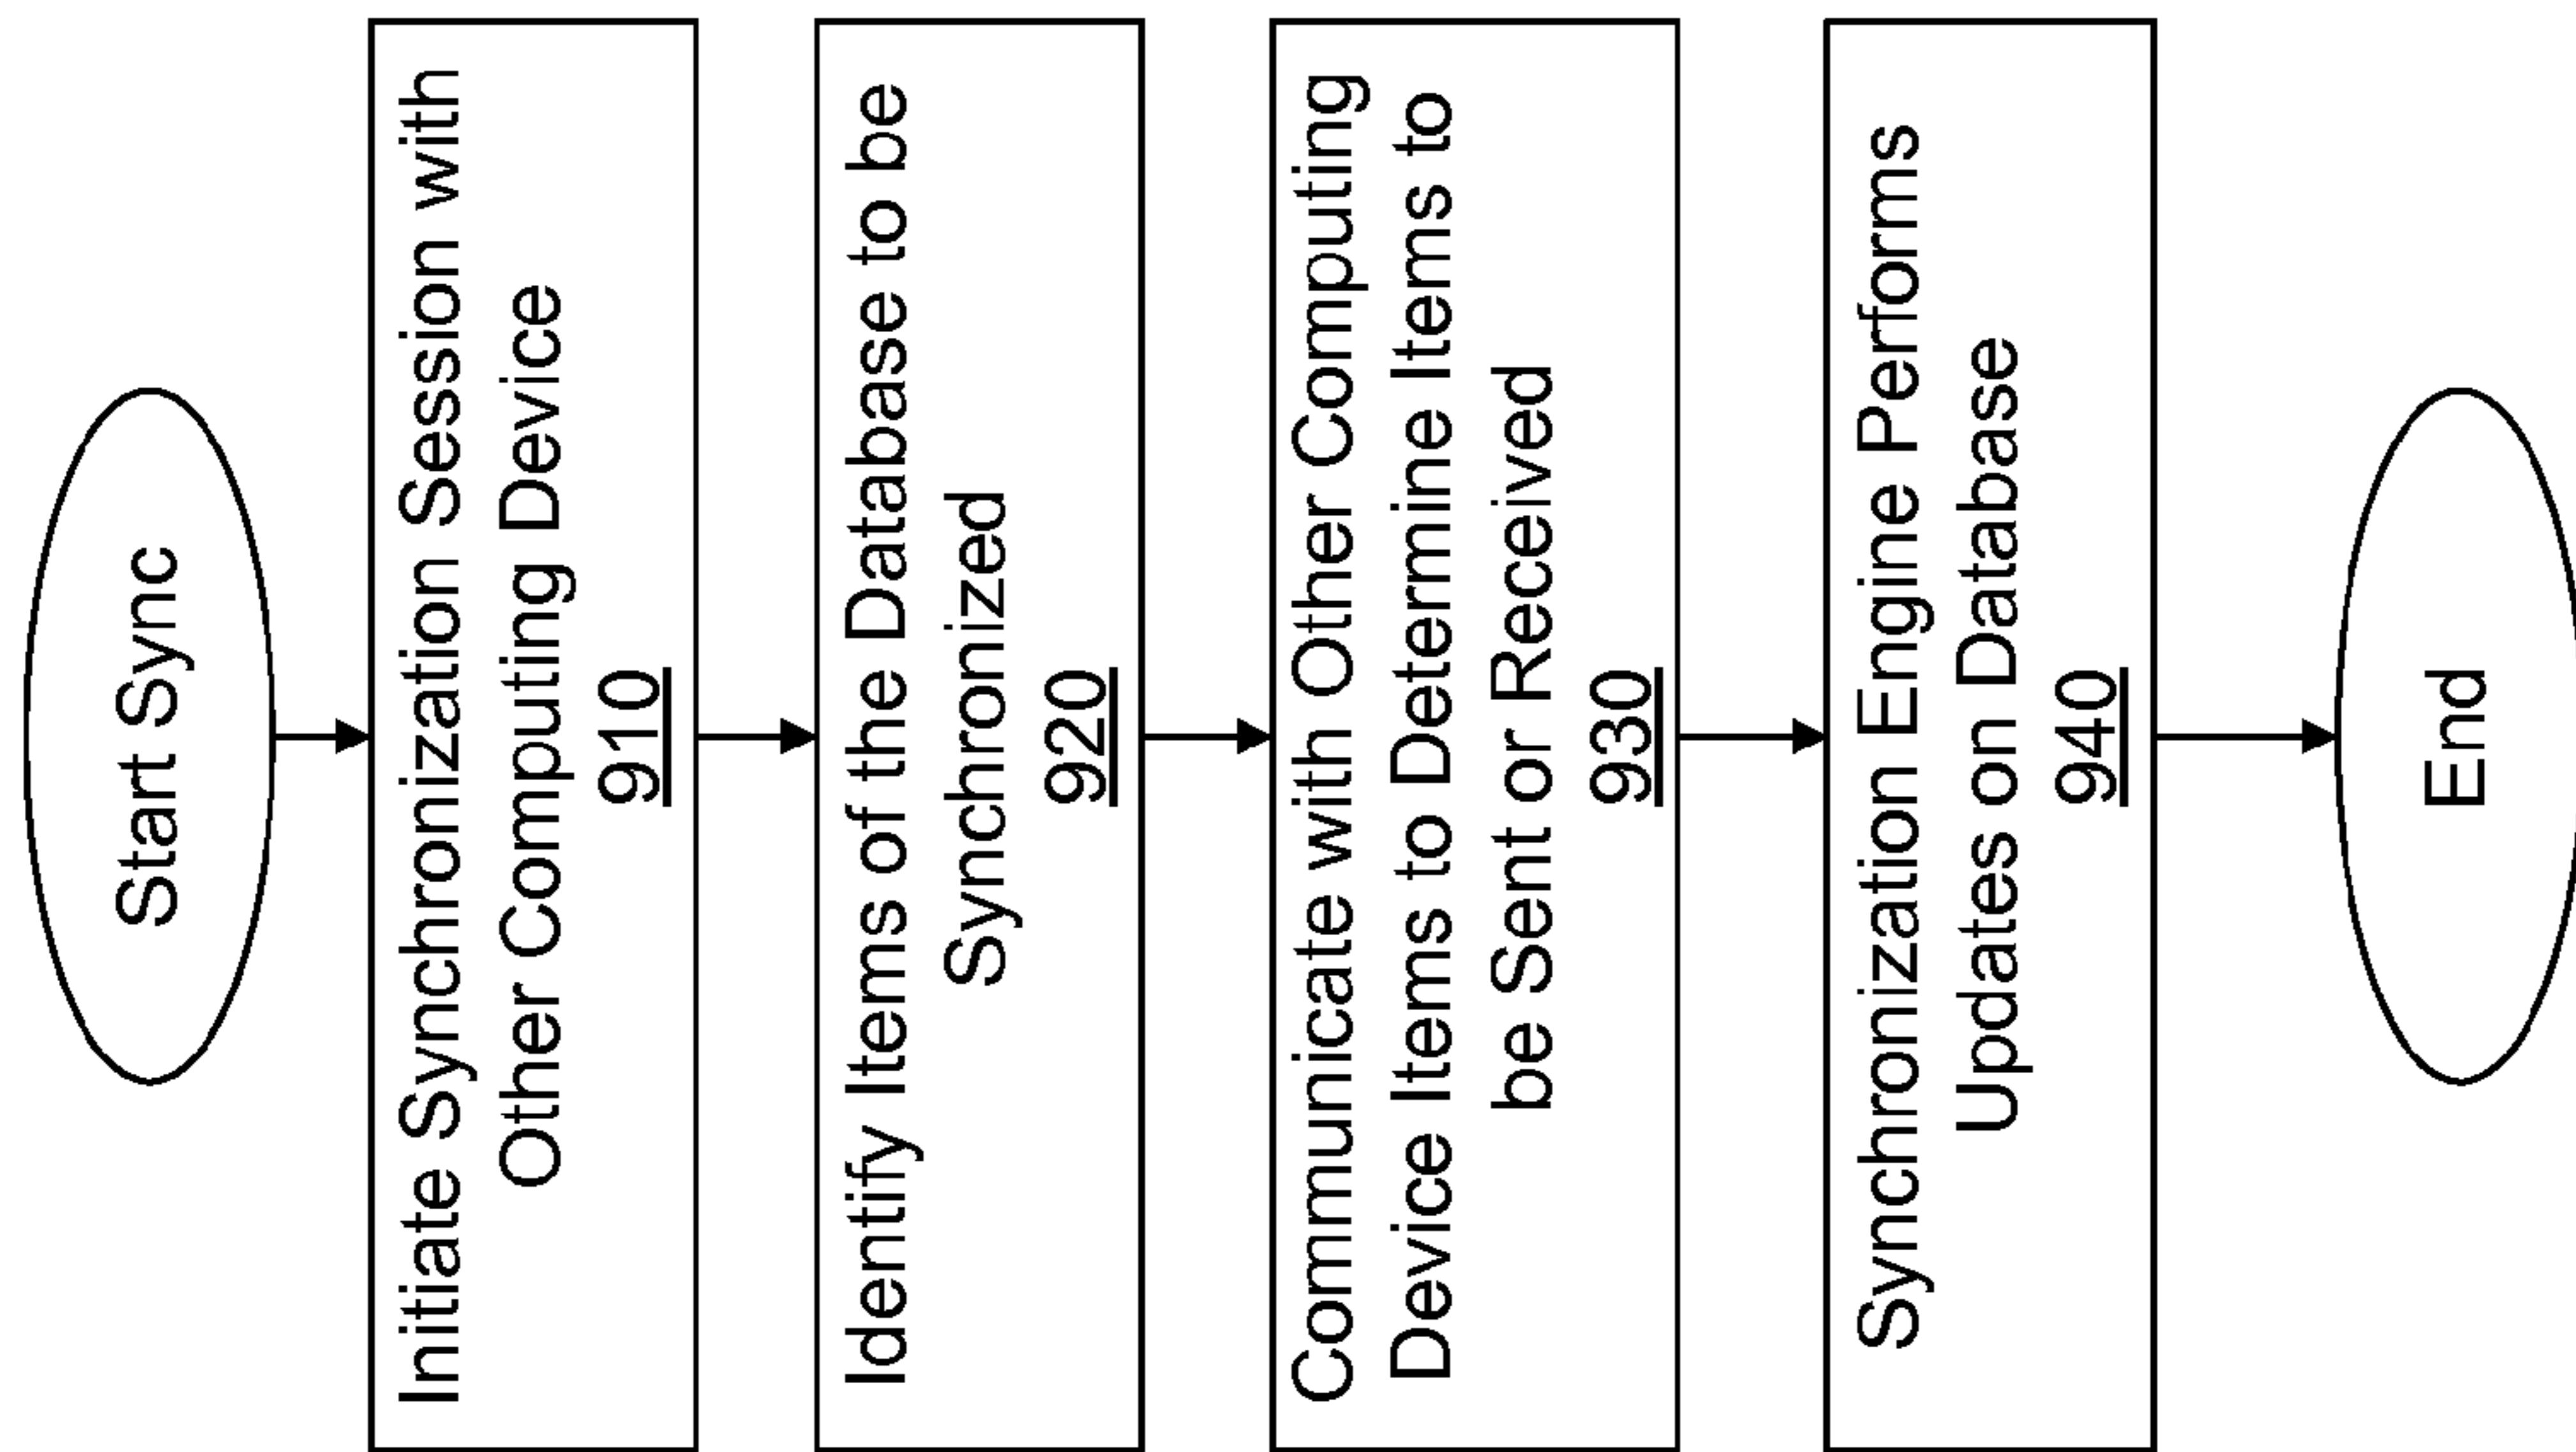 Start Sync
Initiate Synchronization Session with
Other Computing Device
910
Identify Items of the Database to be
Synchronized
920
Communicate with Other Computing
Device Items to Determine Items to
be Sent or Received
930
Synchronization Engine Performs
Updates on Database
940
End